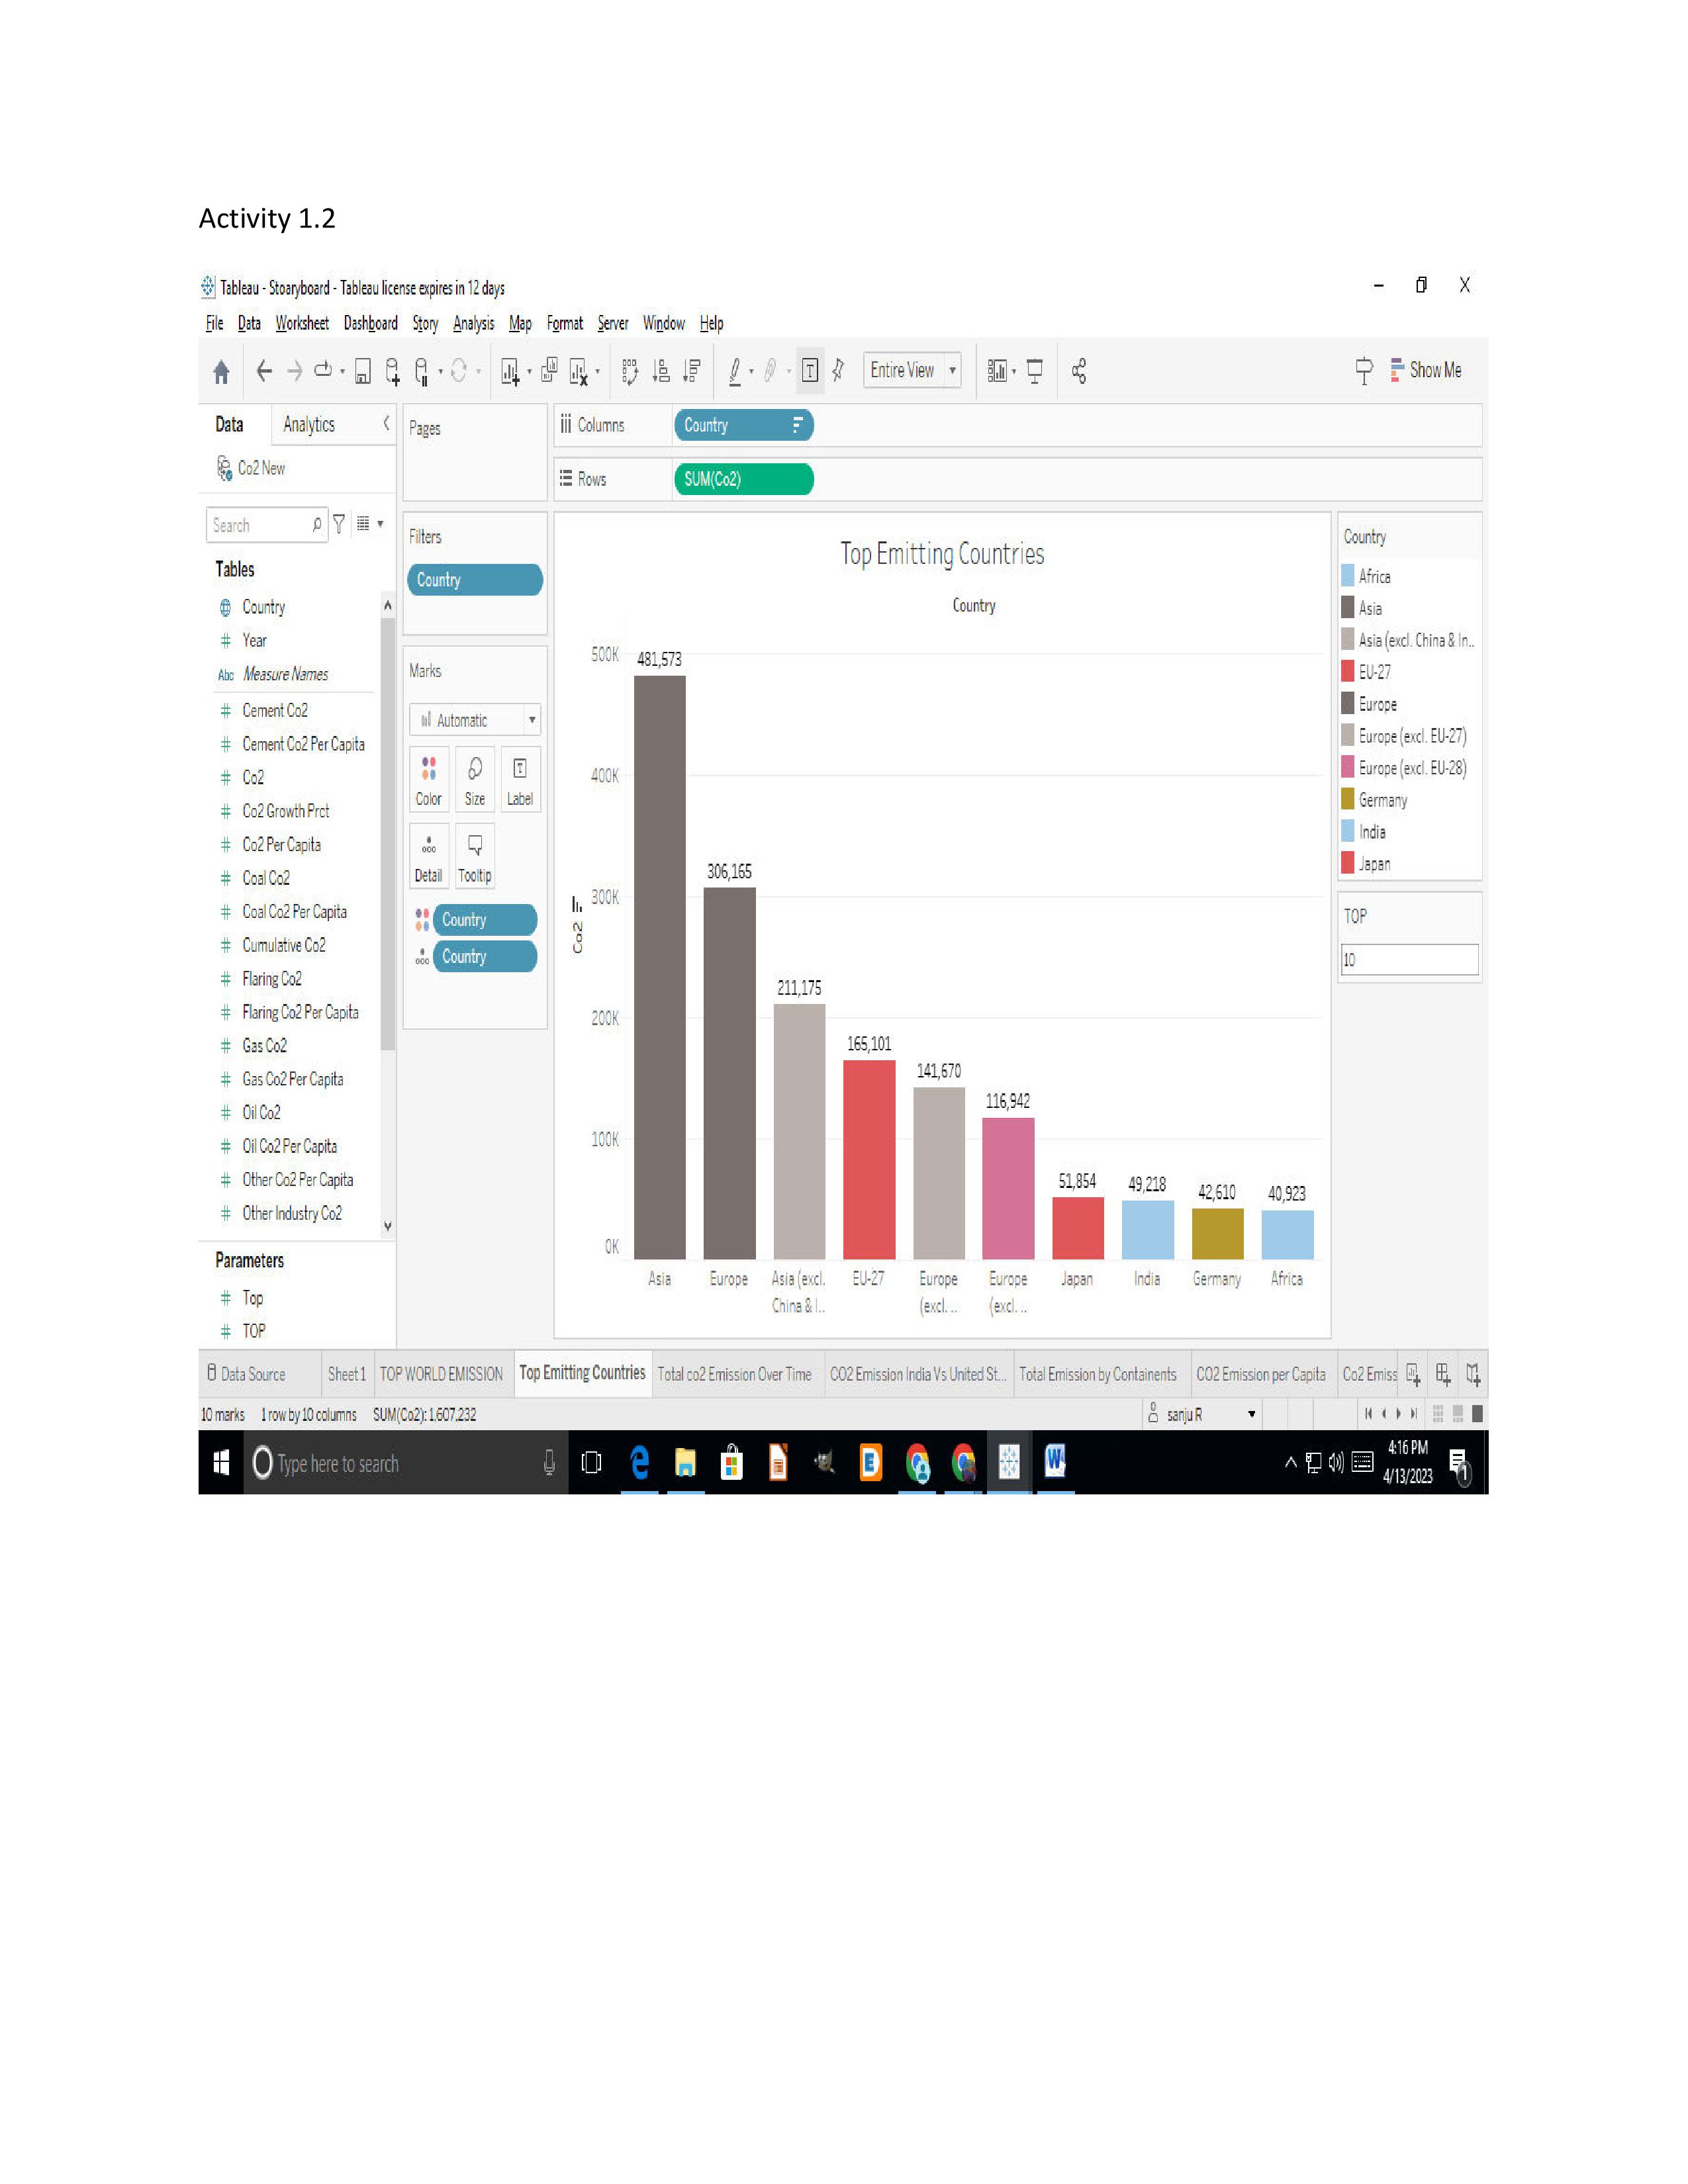 Activity 1.2
Tableau - Stoaryboard - Tableau license expires in 12 days
File Data Worksheet Dashboard Story Analysis Map Format Server Window Help
Entire View
Show Me
Data Analytics
Pages
Columns Country
Co2 New
Rows SUM(Co2)
Search
Filters
Country
Tables
Country
Year
Abc Measure Names
Cement Co2
Cement Co2 Per Capita
Co2
Co2 Growth Prct
Co2 Per Capita
Coal Co2
Coal Co2 Per Capita
Cumulative Co2
Flaring Co2
Flaring Co2 Per Capita
Gas Co2
Gas Co2 Per Capita
Oil Co2
Oil Co2 Per Capita
Other Co2 Per Capita
Other Industry Co2
Parameters
Top
TOP
Marks
Automatic
Color Size Label
Detail Tooltip
Country
Country
Top Emitting Countries
Country
Co2
500K
400K
300K
200K
100K
0K
481,573
306,165
211,175
165,101
141,670
116,942
51,854
49,218
42,610
40,923
Asia Europe Asia (excl. EU-27 Europe Europe Japan India Germany Africa
China & I.. (excl. .. (excl. ..
Country
Africa
Asia
Asia (excl. China & In..
EU-27
Europe
Europe (excl. EU-27)
Europe (excl. EU-28)
Germany
India
Japan
TOP
10
Data Source Sheet 1 TOP WORLD EMISSION Top Emitting Countries Total co2 Emission Over Time CO2 Emission India Vs United St... Total Emission by Containents CO2 Emission per Capita Co2 Emiss
10 marks 1 row by 10 columns SUM(Co2): 1,607,232
sanju R
Type here to search
4:16 PM
4/13/2023
1